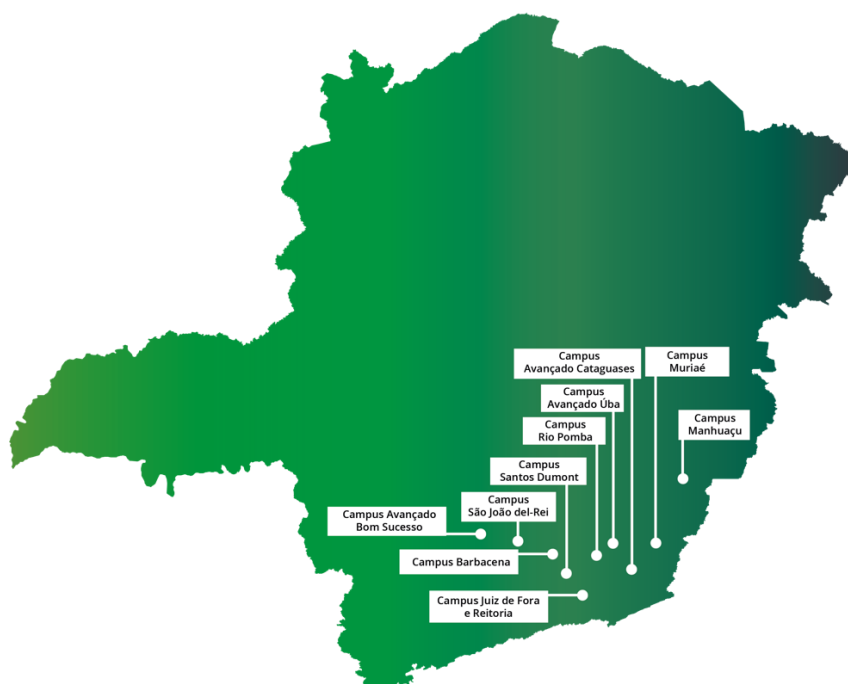 Campus
Avançado Cataguases
Campus
Muriaé
Campus
Avançado Úba
Campus
Manhuaçu
Campus
Rio Pomba
Campus
Santos Dumont
Campus
São João del-Rei
Campus Avançado
Bom Sucesso
Campus Barbacena
Campus Juiz de Fora
e Reitoria